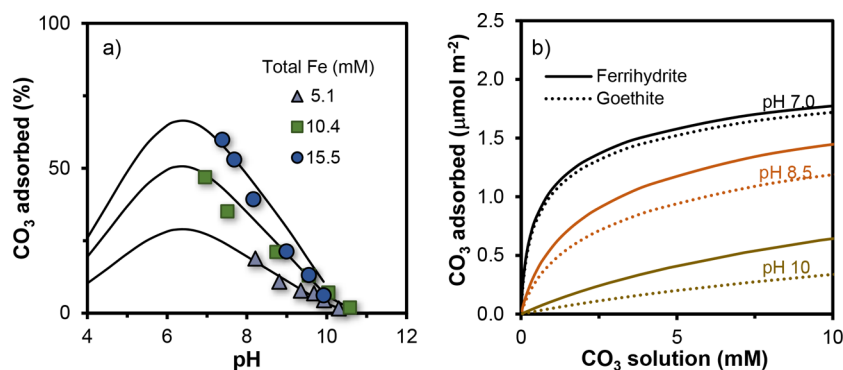 a)
Total Fe (mM)
5.1
10.4
15.5
CO₃ adsorbed (%)
100
50
0
4
6
8
10
12
pH
b)
Ferrihydrite
Goethite
pH 7.0
pH 8.5
pH 10
CO₃ adsorbed (μmol m⁻²)
2.5
2.0
1.5
1.0
0.5
0.0
0
5
10
CO₃ solution (mM)